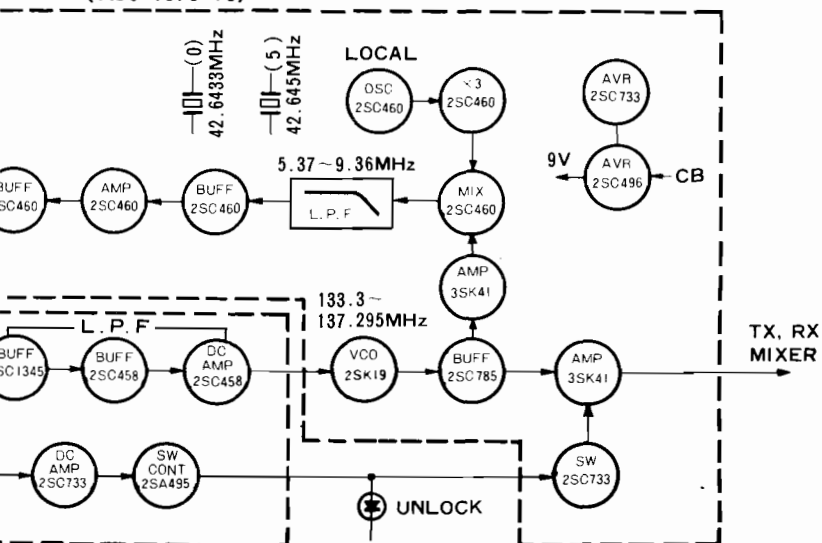 (0)
42.6433MHz
(5)
42.645MHz
LOCAL
OSC
2SC460
×3
2SC460
AVR
2SC733
5.37~9.36MHz
9V
AVR
2SC496
CB
BUFF
SC460
AMP
2SC460
BUFF
2SC460
L.P.F
MIX
2SC460
AMP
3SK41
133.3~
137.295MHz
L.P.F
BUFF
SC1345
BUFF
2SC458
DC
AMP
2SC458
VCO
2SK19
BUFF
2SC785
AMP
3SK41
TX, RX
MIXER
DC
AMP
2SC733
SW
CONT
2SA495
SW
2SC733
UNLOCK